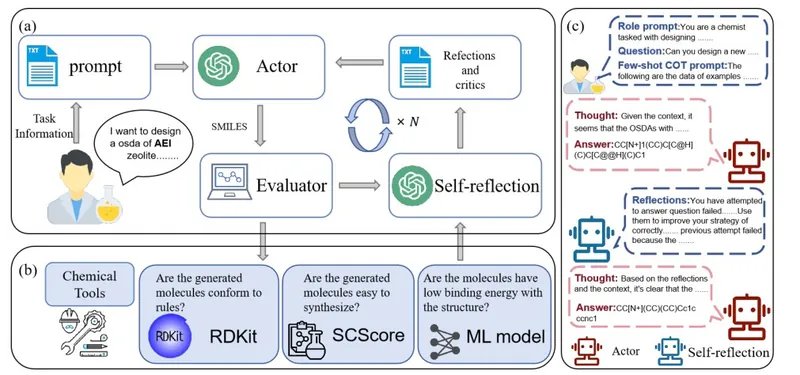 (a)
TXT
prompt
Actor
TXT
Refections
and
critics
Task
Information
I want to design
a osda of AEI
zeolite........
SMILES
× N
Evaluator
Self-reflection
(b)
Chemical
Tools
Are the generated
molecules conform to
rules?
RDKit
RDKit
Are the generated
molecules easy to
synthesize?
SCScore
Are the molecules have
low binding energy with
the structure?
ML model
(c)
Role prompt:You are a chemist
tasked with designing .......
Question:Can you design a new ....
Few-shot COT prompt:The
following are the data of examples .......
Thought: Given the context, it
seems that the OSDAs with ......
Answer:CC[N+]1(CC)C[C@H]
(C)C[C@@H](C)C1
Reflections:You have attempted
to answer question failed.......Use
them to improve your strategy of
correctly....... previous attempt failed
because the .......
Thought: Based on the reflections
and the context, it's clear that the ......
Answer:CC[N+](CC)(CC)Cc1c
ccnc1
Actor
Self-reflection